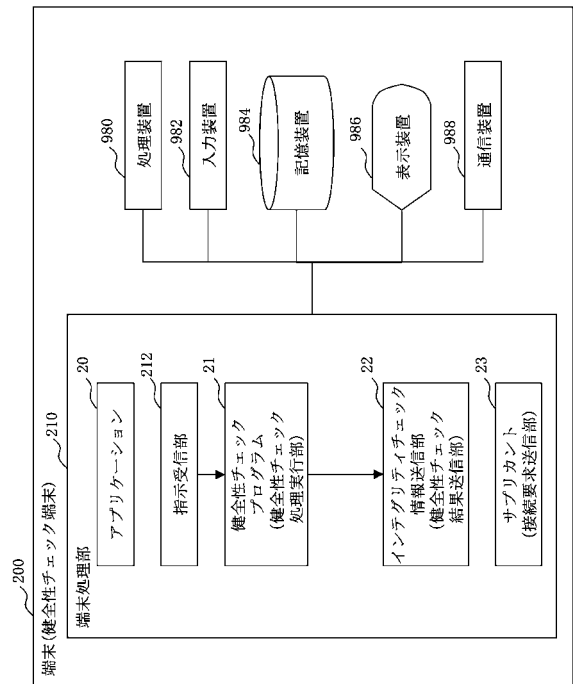 200
端末(健全性チェック端末)
210
端末処理部
20
アプリケーション
212
指示受信部
21
健全性チェック
プログラム
(健全性チェック
処理実行部)
22
インテグリティチェック
情報送信部
(健全性チェック
結果送信部)
23
サプリカント
(接続要求送信部)
980
処理装置
982
入力装置
984
記憶装置
986
表示装置
988
通信装置